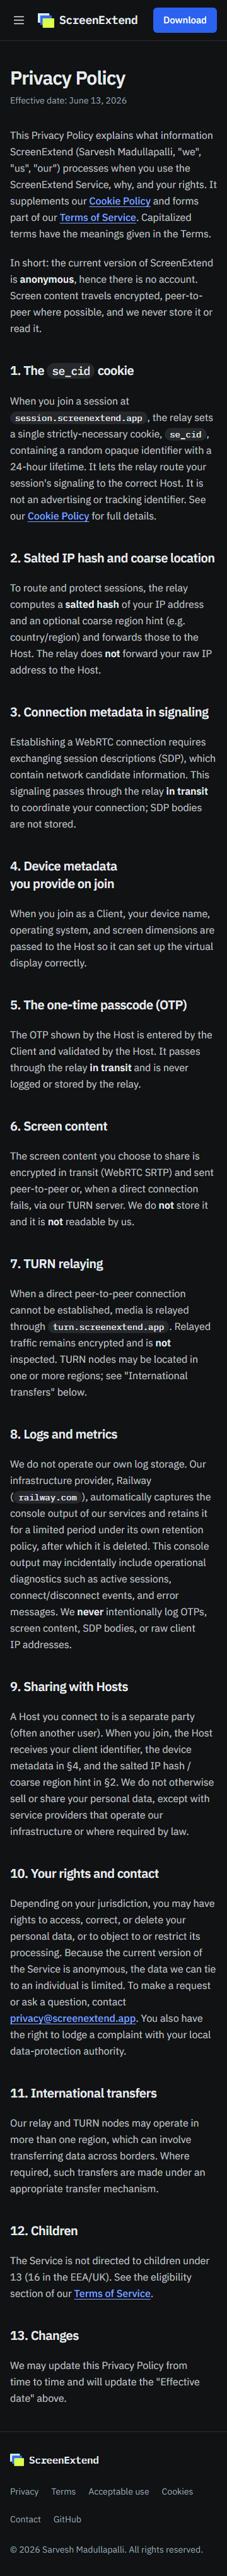 ScreenExtend
Download
Privacy Policy
Effective date: June 13, 2026
This Privacy Policy explains what information
ScreenExtend (Sarvesh Madullapalli, "we",
"us", "our") processes when you use the
ScreenExtend Service, why, and your rights. It
supplements our Cookie Policy and forms
part of our Terms of Service. Capitalized
terms have the meanings given in the Terms.
In short: the current version of ScreenExtend
is anonymous, hence there is no account.
Screen content travels encrypted, peer-to-
peer where possible, and we never store it or
read it.
1. The se_cid cookie
When you join a session at
session.screenextend.app, the relay sets
a single strictly-necessary cookie, se_cid,
containing a random opaque identifier with a
24-hour lifetime. It lets the relay route your
session's signaling to the correct Host. It is
not an advertising or tracking identifier. See
our Cookie Policy for full details.
2. Salted IP hash and coarse location
To route and protect sessions, the relay
computes a salted hash of your IP address
and an optional coarse region hint (e.g.
country/region) and forwards those to the
Host. The relay does not forward your raw IP
address to the Host.
3. Connection metadata in signaling
Establishing a WebRTC connection requires
exchanging session descriptions (SDP), which
contain network candidate information. This
signaling passes through the relay in transit
to coordinate your connection; SDP bodies
are not stored.
4. Device metadata
you provide on join
When you join as a Client, your device name,
operating system, and screen dimensions are
passed to the Host so it can set up the virtual
display correctly.
5. The one-time passcode (OTP)
The OTP shown by the Host is entered by the
Client and validated by the Host. It passes
through the relay in transit and is never
logged or stored by the relay.
6. Screen content
The screen content you choose to share is
encrypted in transit (WebRTC SRTP) and sent
peer-to-peer or, when a direct connection
fails, via our TURN server. We do not store it
and it is not readable by us.
7. TURN relaying
When a direct peer-to-peer connection
cannot be established, media is relayed
through turn.screenextend.app. Relayed
traffic remains encrypted and is not
inspected. TURN nodes may be located in
one or more regions; see "International
transfers" below.
8. Logs and metrics
We do not operate our own log storage. Our
infrastructure provider, Railway
(railway.com), automatically captures the
console output of our services and retains it
for a limited period under its own retention
policy, after which it is deleted. This console
output may incidentally include operational
diagnostics such as active sessions,
connect/disconnect events, and error
messages. We never intentionally log OTPs,
screen content, SDP bodies, or raw client
IP addresses.
9. Sharing with Hosts
A Host you connect to is a separate party
(often another user). When you join, the Host
receives your client identifier, the device
metadata in §4, and the salted IP hash /
coarse region hint in §2. We do not otherwise
sell or share your personal data, except with
service providers that operate our
infrastructure or where required by law.
10. Your rights and contact
Depending on your jurisdiction, you may have
rights to access, correct, or delete your
personal data, or to object to or restrict its
processing. Because the current version of
the Service is anonymous, the data we can tie
to an individual is limited. To make a request
or ask a question, contact
privacy@screenextend.app. You also have
the right to lodge a complaint with your local
data-protection authority.
11. International transfers
Our relay and TURN nodes may operate in
more than one region, which can involve
transferring data across borders. Where
required, such transfers are made under an
appropriate transfer mechanism.
12. Children
The Service is not directed to children under
13 (16 in the EEA/UK). See the eligibility
section of our Terms of Service.
13. Changes
We may update this Privacy Policy from
time to time and will update the "Effective
date" above.
ScreenExtend
Privacy Terms Acceptable use Cookies
Contact GitHub
© 2026 Sarvesh Madullapalli. All rights reserved.